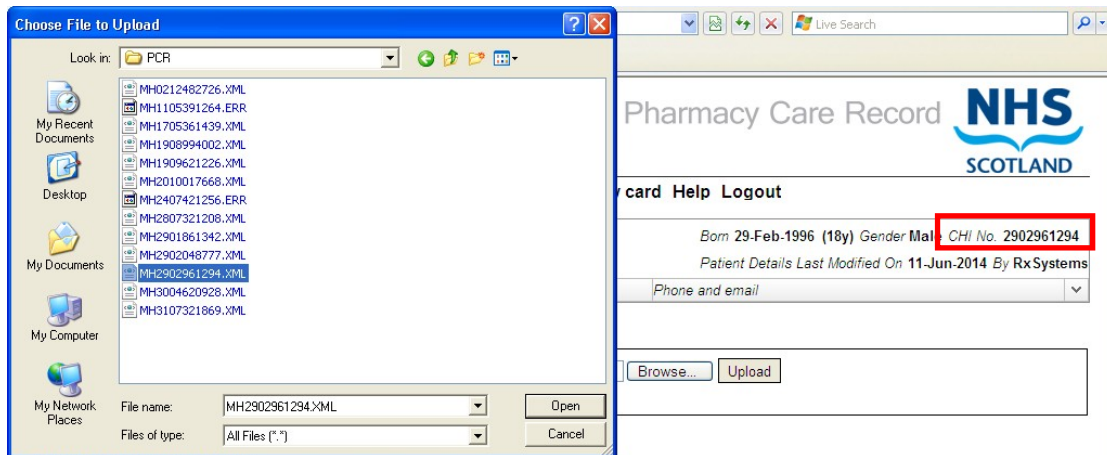 Choose File to Upload
Look in: PCR
My Recent Documents
Desktop
My Documents
My Computer
My Network Places
MH0212482726.XML
MH1105391264.ERR
MH1705361439.XML
MH1908994002.XML
MH1909621226.XML
MH2010017668.XML
MH2407421256.ERR
MH2807321208.XML
MH2901861342.XML
MH2902048777.XML
MH2902961294.XML
MH3004620928.XML
MH3107321869.XML
File name: MH2902961294.XML Open
Files of type: All Files (*.*) Cancel
Live Search
Pharmacy Care Record NHS
SCOTLAND
card Help Logout
Born 29-Feb-1996 (18y) Gender Male CHI No. 2902961294
Patient Details Last Modified On 11-Jun-2014 By RxSystems
Phone and email
Browse... Upload